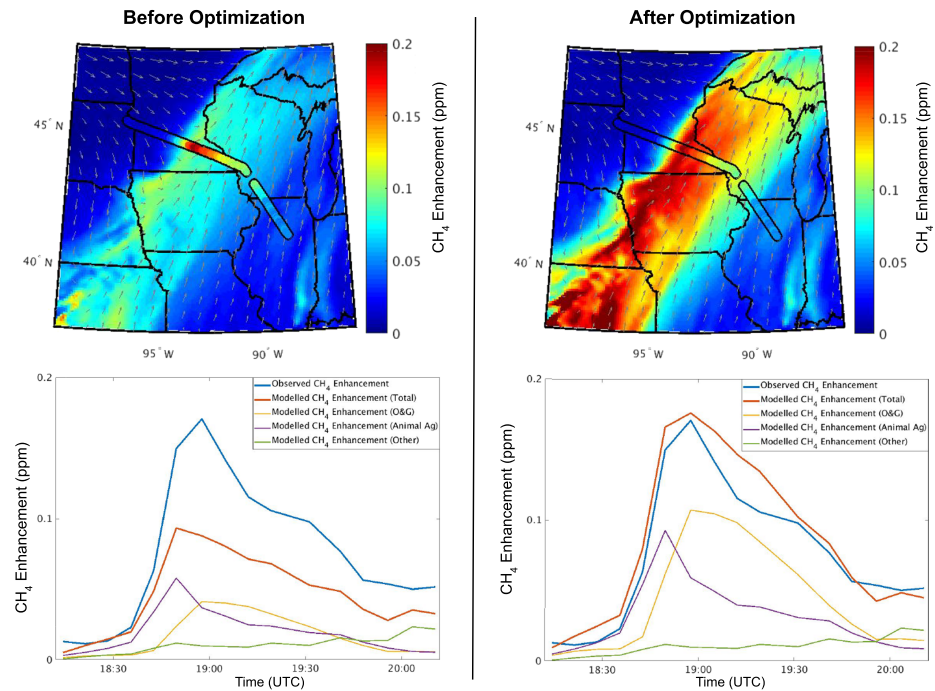 Before Optimization
After Optimization
0.2
0.15
0.1
0.05
0
CH4 Enhancement (ppm)
45° N
40° N
95° W
90° W
0.2
0.15
0.1
0.05
0
CH4 Enhancement (ppm)
45° N
40° N
95° W
90° W
0.2
0.1
0
CH4 Enhancement (ppm)
Observed CH4 Enhancement
Modelled CH4 Enhancement (Total)
Modelled CH4 Enhancement (O&G)
Modelled CH4 Enhancement (Animal Ag)
Modelled CH4 Enhancement (Other)
18:30
19:00
19:30
20:00
Time (UTC)
0.2
0.1
0
CH4 Enhancement (ppm)
Observed CH4 Enhancement
Modelled CH4 Enhancement (Total)
Modelled CH4 Enhancement (O&G)
Modelled CH4 Enhancement (Animal Ag)
Modelled CH4 Enhancement (Other)
18:30
19:00
19:30
20:00
Time (UTC)